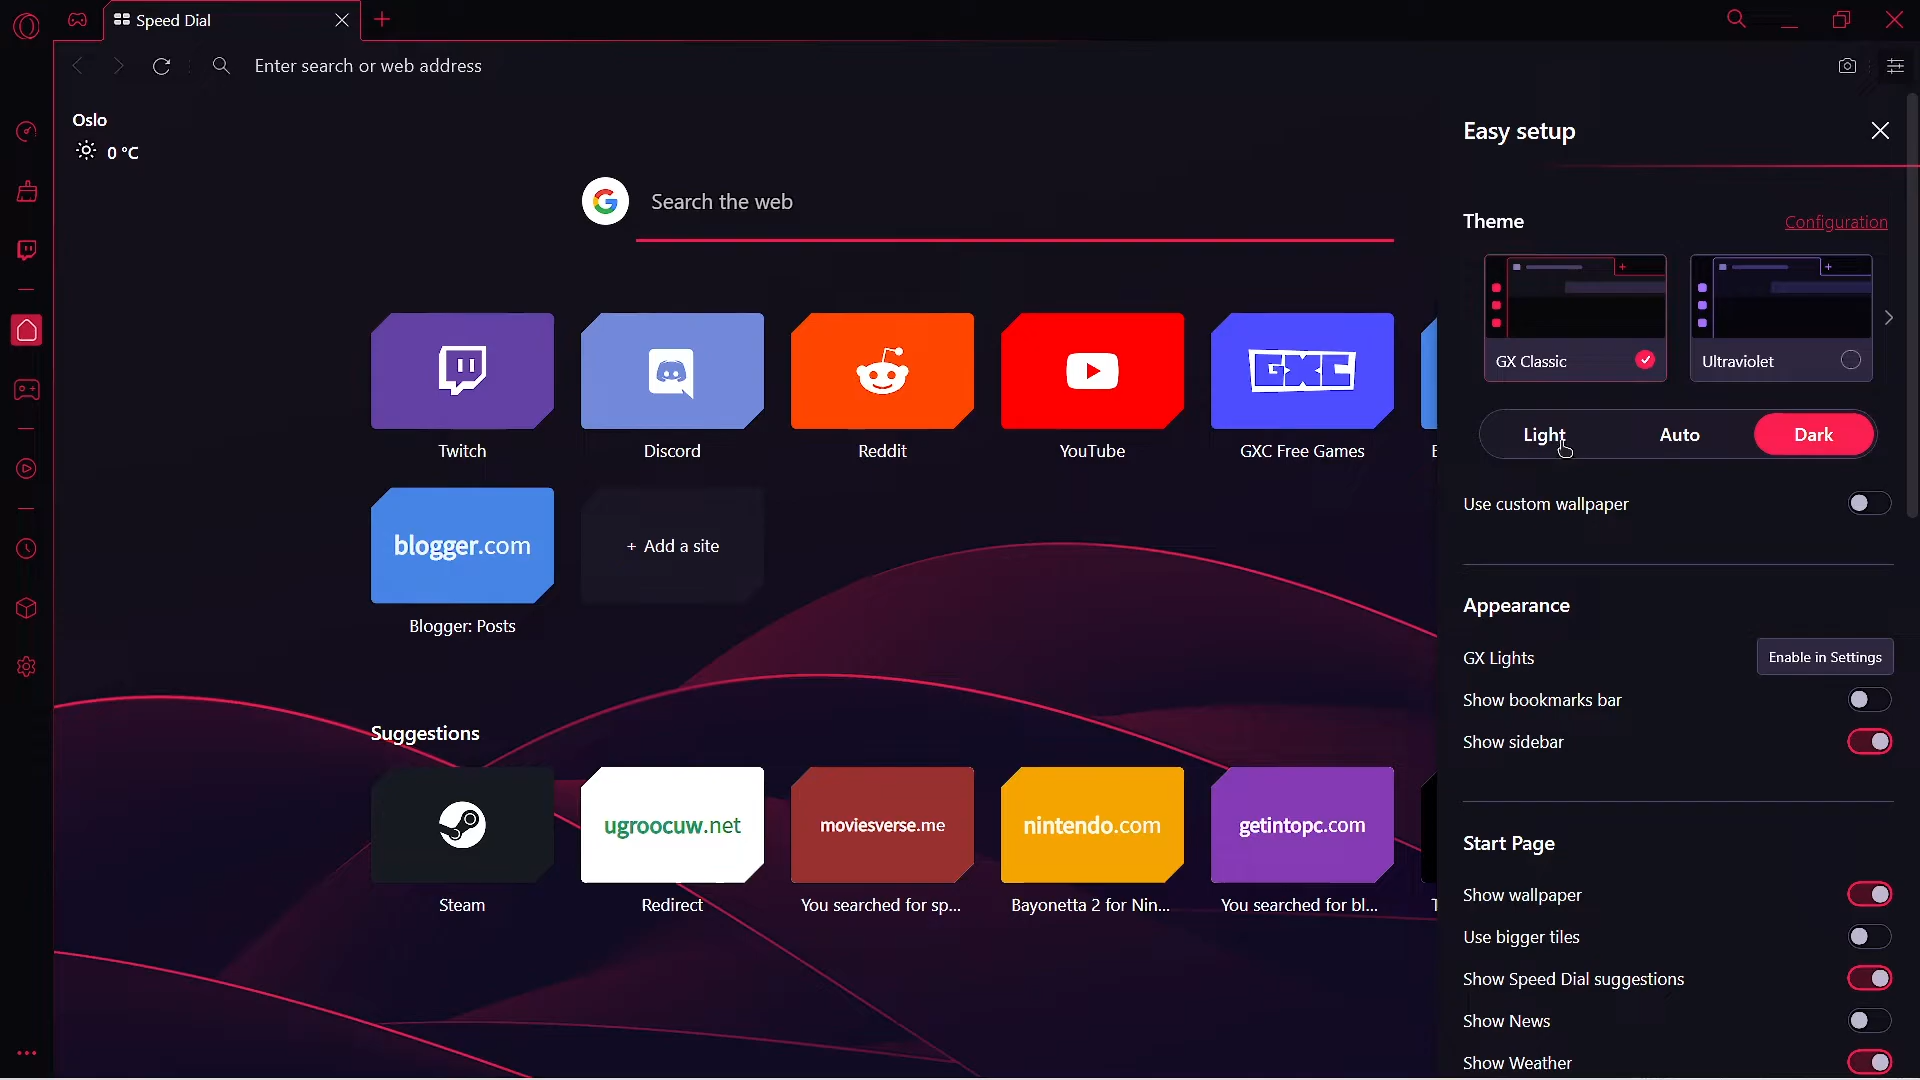 Speed Dial
Enter search or web address
Oslo
0 °C
Search the web
Twitch
Discord
Reddit
YouTube
GXC
GXC Free Games
blogger.com
Blogger: Posts
+ Add a site
Suggestions
Steam
ugroocuw.net
Redirect
moviesverse.me
You searched for sp...
nintendo.com
Bayonetta 2 for Nin...
getintopc.com
You searched for bl...
Easy setup
Theme
Configuration
GX Classic
Ultraviolet
Light
Auto
Dark
Use custom wallpaper
Appearance
GX Lights
Enable in Settings
Show bookmarks bar
Show sidebar
Start Page
Show wallpaper
Use bigger tiles
Show Speed Dial suggestions
Show News
Show Weather